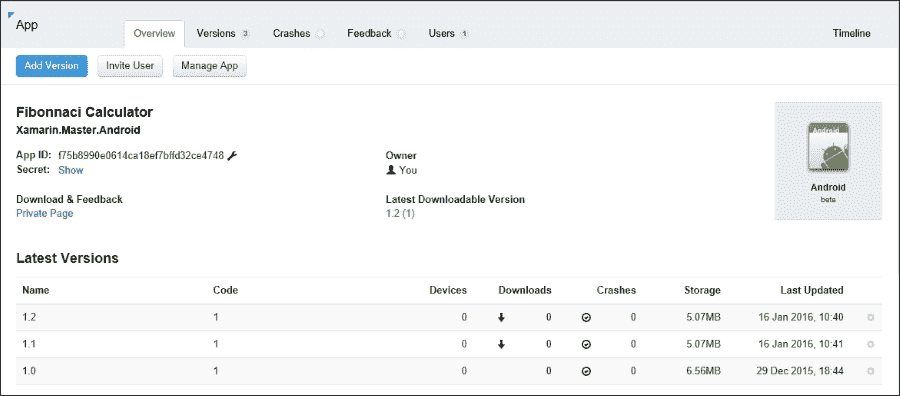 App
Overview Versions 3 Crashes Feedback Users 1 Timeline
Add Version Invite User Manage App
Fibonnaci Calculator
Xamarin.Master.Android
App ID: f75b8990e0614ca18ef7bffd32ce4748 Owner
Secret: Show You
Download & Feedback Latest Downloadable Version
Private Page 1.2 (1)
Android
Android
beta
Latest Versions
Name Code Devices Downloads Crashes Storage Last Updated
1.2 1 0 0 0 5.07MB 16 Jan 2016, 10:40
1.1 1 0 0 0 5.07MB 16 Jan 2016, 10:41
1.0 1 0 0 6.56MB 29 Dec 2015, 18:44